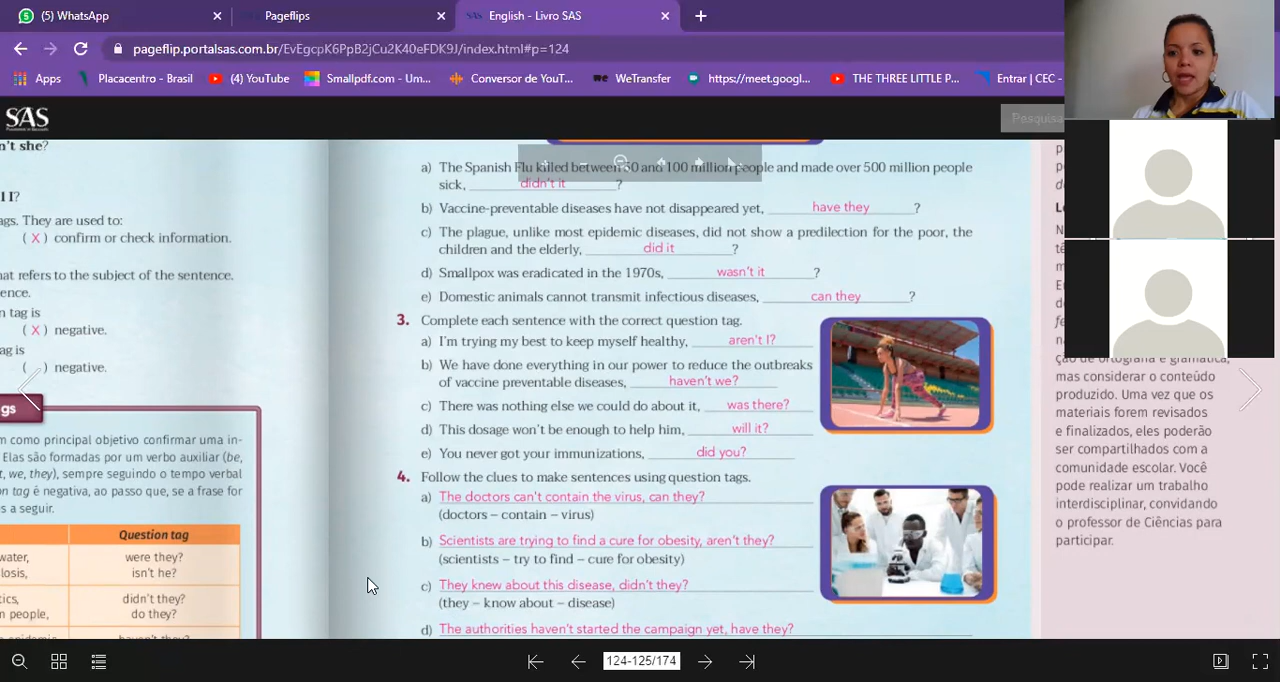 (5) WhatsApp
Pageflips
English - Livro SAS
pageflip.portalsas.com.br/EvEgcpK6PpB2jCu2K40eFDK9J/index.html#p=124
Apps
Placacentro - Brasil
(4) YouTube
Smallpdf.com - Um...
Conversor de YouT...
WeTransfer
https://meet.googl...
THE THREE LITTLE P...
Entrar | CEC -
SAS
Pesquisa
n't she?
I I?
ags. They are used to:
( X ) confirm or check information.
hat refers to the subject of the sentence.
ence.
n tag is
( X ) negative.
ag is
( ) negative.
gs
m como principal objetivo confirmar uma in-
Elas são formadas por um verbo auxiliar (be,
t, we, they), sempre seguindo o tempo verbal
on tag é negativa, ao passo que, se a frase for
s a seguir.
Question tag
water, were they?
losis, isn't he?
tics, didn't they?
n people, do they?
a) The Spanish Flu killed between 50 and 100 million people and made over 500 million people
sick, didn't it ?
b) Vaccine-preventable diseases have not disappeared yet, have they ?
c) The plague, unlike most epidemic diseases, did not show a predilection for the poor, the
children and the elderly, did it ?
d) Smallpox was eradicated in the 1970s, wasn't it ?
e) Domestic animals cannot transmit infectious diseases, can they ?
3. Complete each sentence with the correct question tag.
a) I'm trying my best to keep myself healthy, aren't I?
b) We have done everything in our power to reduce the outbreaks
of vaccine preventable diseases, haven't we?
c) There was nothing else we could do about it, was there?
d) This dosage won't be enough to help him, will it?
e) You never got your immunizations, did you?
4. Follow the clues to make sentences using question tags.
a) The doctors can't contain the virus, can they?
(doctors – contain – virus)
b) Scientists are trying to find a cure for obesity, aren't they?
(scientists – try to find – cure for obesity)
c) They knew about this disease, didn't they?
(they – know about – disease)
d) The authorities haven't started the campaign yet, have they?
ção de ortografia e gramática,
mas considerar o conteúdo
produzido. Uma vez que os
materiais forem revisados
e finalizados, eles poderão
ser compartilhados com a
comunidade escolar. Você
pode realizar um trabalho
interdisciplinar, convidando
o professor de Ciências para
participar.
124-125/174